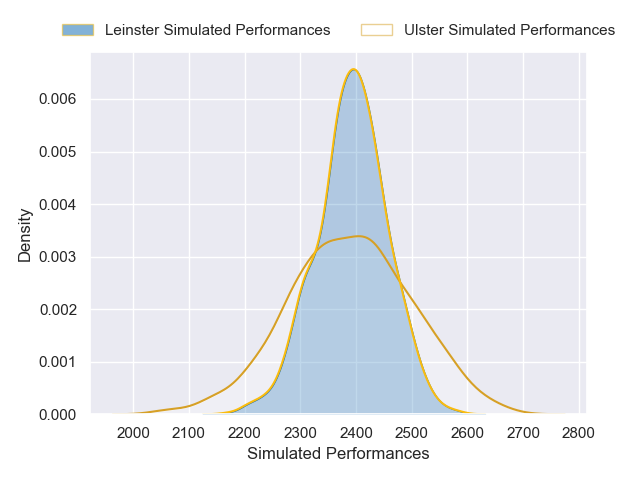 Leinster Simulated Performances Ulster Simulated Performances
0.006
0.005
0.004
0.003
0.002
0.001
0.000
Density
2000 2100 2200 2300 2400 2500 2600 2700 2800
Simulated Performances